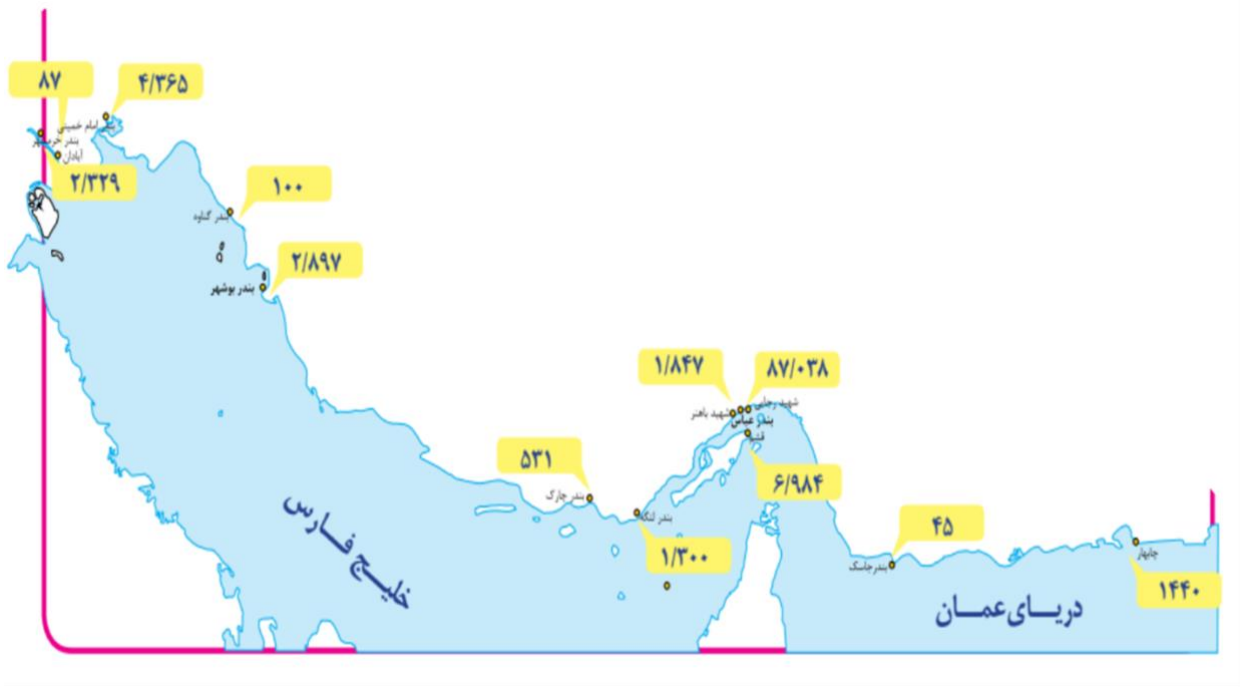 ۸۷
۴/۳۶۵
بندر امام خمینی
بندر خرمشهر
آبادان
۲/۳۲۹
۱۰۰
بندر گناوه
۲/۸۹۷
بندر بوشهر
۱/۸۴۷
۸۷/۰۳۸
شهید رجایی
شهید باهنر
بندر عباس
قشم
۶/۹۸۴
۵۳۱
بندر چارک
بندر لنگه
۱/۳۰۰
۴۵
بندرجاسک
چابهار
۱۴۴۰
خلیج فارس
دریای عمان